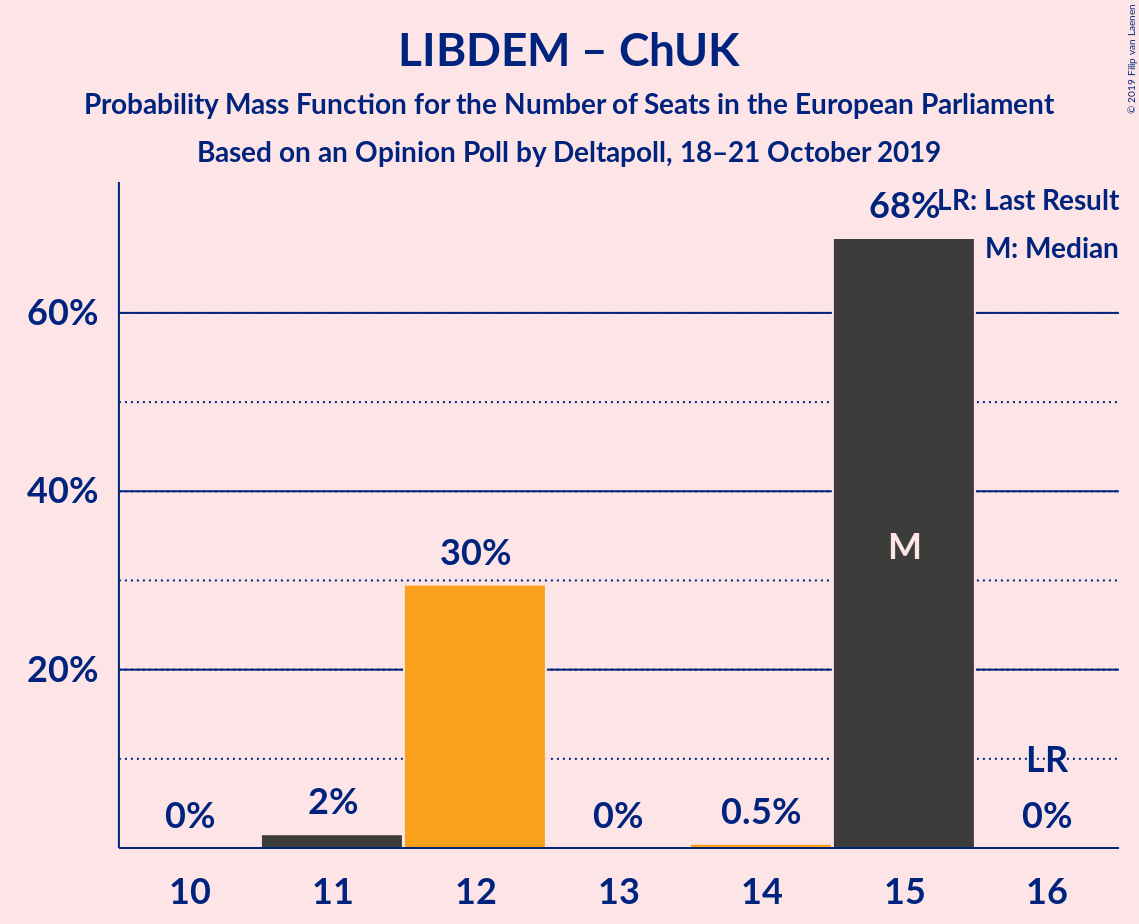 LIBDEM – ChUK
Probability Mass Function for the Number of Seats in the European Parliament
Based on an Opinion Poll by Deltapoll, 18–21 October 2019
© 2019 Filip van Laenen
LR: Last Result
M: Median
60%
40%
20%
0%
2%
30%
0%
0.5%
68%
M
LR
0%
10 11 12 13 14 15 16